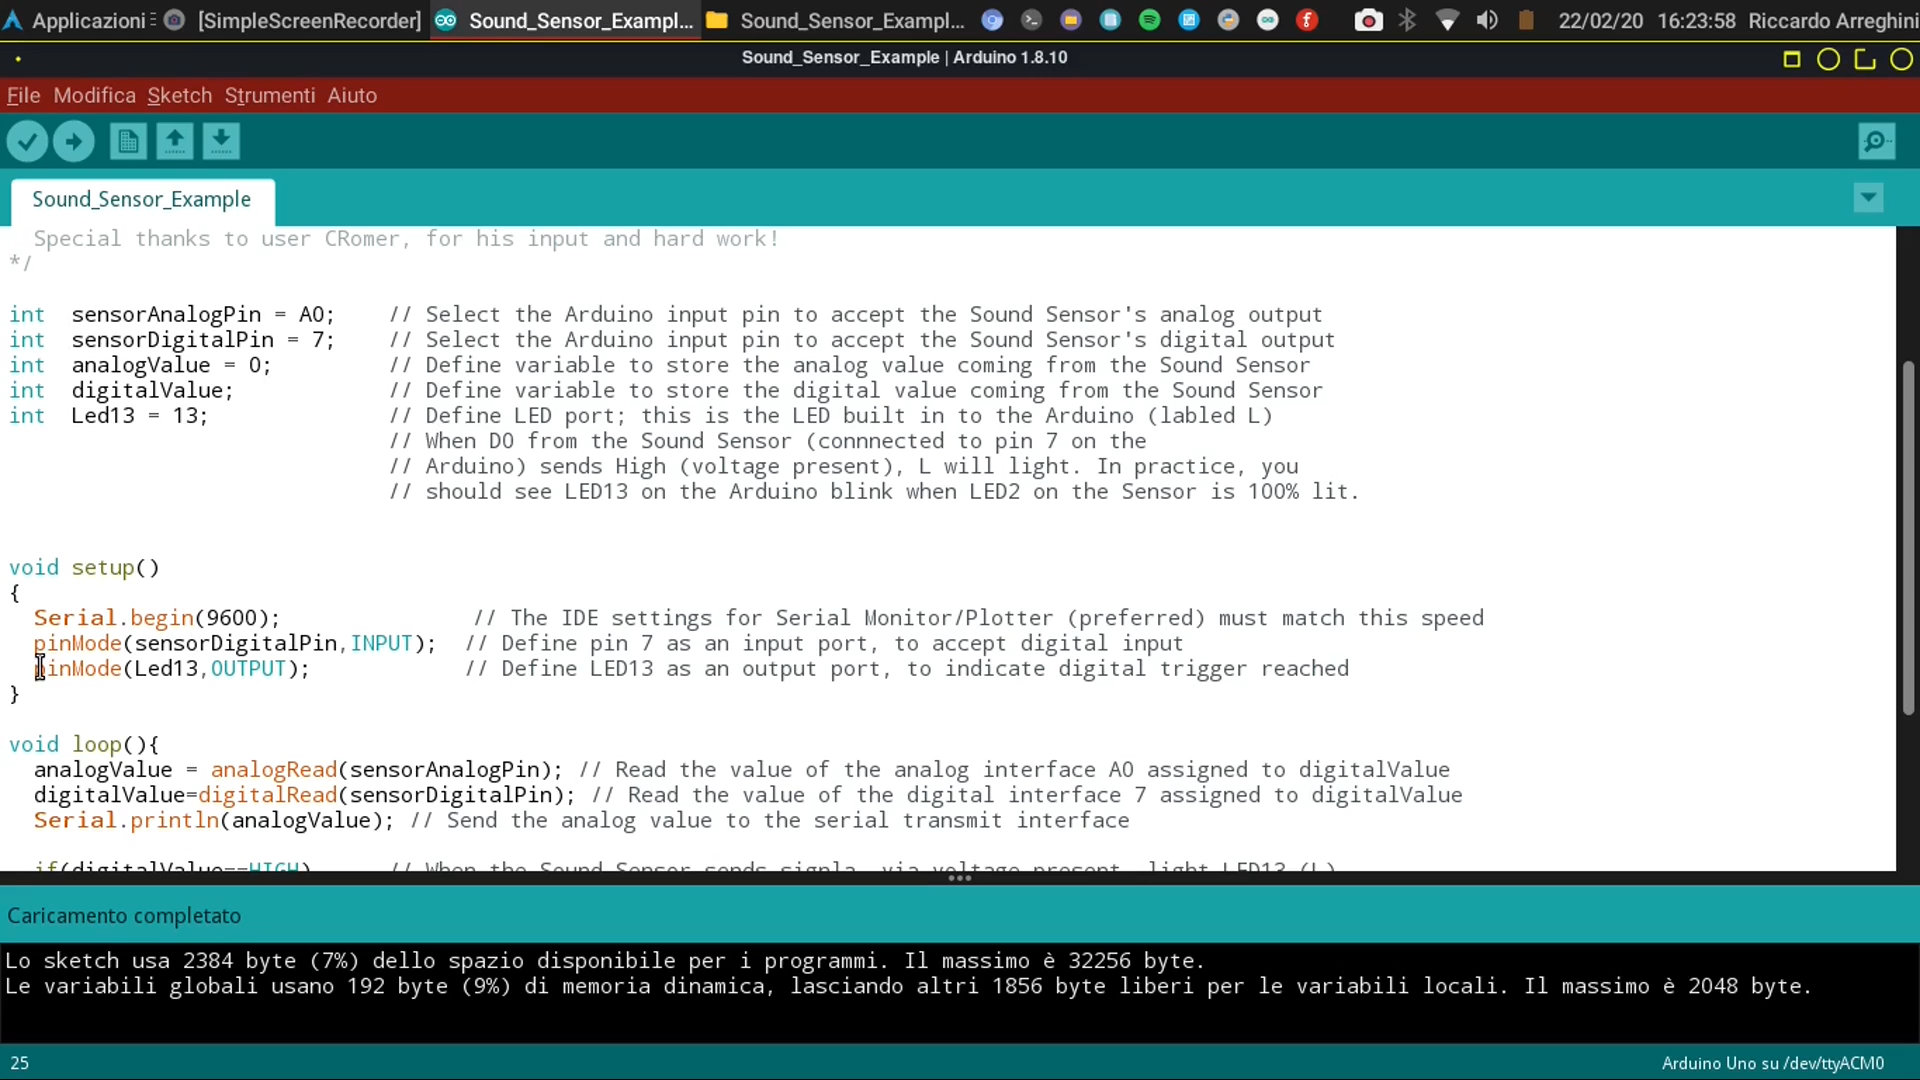 Applicazioni [SimpleScreenRecorder] Sound_Sensor_Exampl... Sound_Sensor_Exampl... 22/02/20 16:23:58 Riccardo Arreghini
Sound_Sensor_Example | Arduino 1.8.10
File Modifica Sketch Strumenti Aiuto
Sound_Sensor_Example
Special thanks to user CRomer, for his input and hard work!
*/
int sensorAnalogPin = A0; // Select the Arduino input pin to accept the Sound Sensor's analog output
int sensorDigitalPin = 7; // Select the Arduino input pin to accept the Sound Sensor's digital output
int analogValue = 0; // Define variable to store the analog value coming from the Sound Sensor
int digitalValue; // Define variable to store the digital value coming from the Sound Sensor
int Led13 = 13; // Define LED port; this is the LED built in to the Arduino (labled L)
// When D0 from the Sound Sensor (connnected to pin 7 on the
// Arduino) sends High (voltage present), L will light. In practice, you
// should see LED13 on the Arduino blink when LED2 on the Sensor is 100% lit.
void setup()
{
Serial.begin(9600); // The IDE settings for Serial Monitor/Plotter (preferred) must match this speed
pinMode(sensorDigitalPin,INPUT); // Define pin 7 as an input port, to accept digital input
pinMode(Led13,OUTPUT); // Define LED13 as an output port, to indicate digital trigger reached
}
void loop(){
analogValue = analogRead(sensorAnalogPin); // Read the value of the analog interface A0 assigned to digitalValue
digitalValue=digitalRead(sensorDigitalPin); // Read the value of the digital interface 7 assigned to digitalValue
Serial.println(analogValue); // Send the analog value to the serial transmit interface
if(digitalValue==HIGH) // When the Sound Sensor sends signla, via voltage present, light LED13 (L)
Caricamento completato
Lo sketch usa 2384 byte (7%) dello spazio disponibile per i programmi. Il massimo è 32256 byte.
Le variabili globali usano 192 byte (9%) di memoria dinamica, lasciando altri 1856 byte liberi per le variabili locali. Il massimo è 2048 byte.
25 Arduino Uno su /dev/ttyACM0